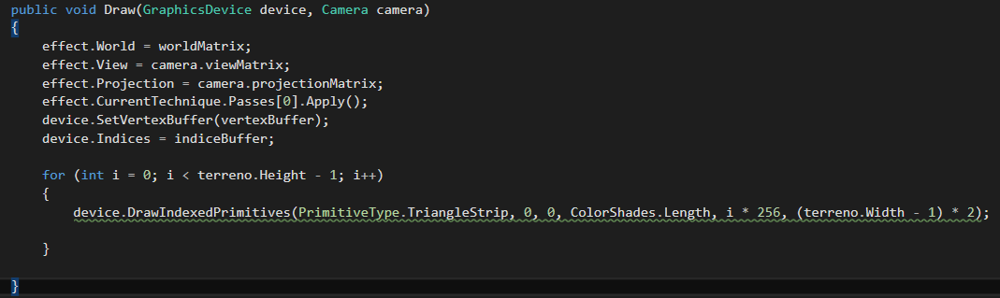 public void Draw(GraphicsDevice device, Camera camera)
{
    effect.World = worldMatrix;
    effect.View = camera.viewMatrix;
    effect.Projection = camera.projectionMatrix;
    effect.CurrentTechnique.Passes[0].Apply();
    device.SetVertexBuffer(vertexBuffer);
    device.Indices = indiceBuffer;

    for (int i = 0; i < terreno.Height - 1; i++)
    {
        device.DrawIndexedPrimitives(PrimitiveType.TriangleStrip, 0, 0, ColorShades.Length, i * 256, (terreno.Width - 1) * 2);

    }

}